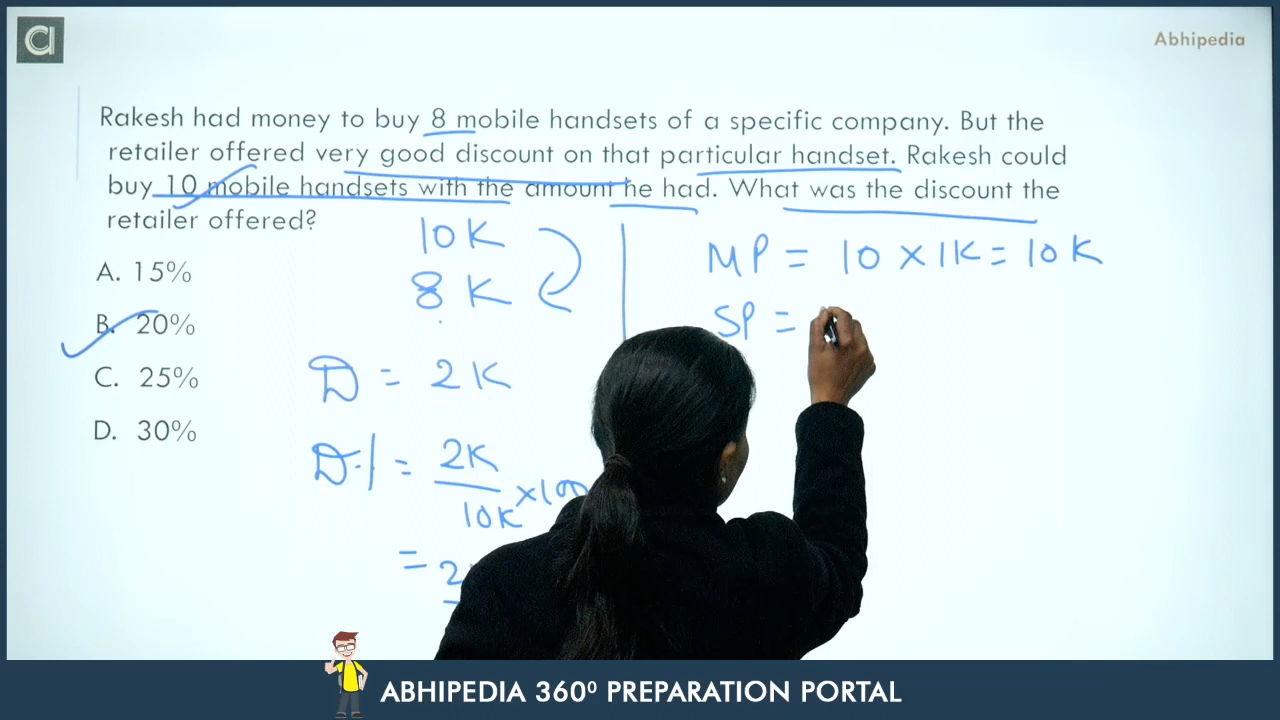 Abhipedia
Rakesh had money to buy 8 mobile handsets of a specific company. But the
retailer offered very good discount on that particular handset. Rakesh could
buy 10 mobile handsets with the amount he had. What was the discount the
retailer offered?
A. 15%
B. 20%
C. 25%
D. 30%
10K
8K
D = 2K
D% = 2K
10K × 100
= 2
MP = 10 × 1K = 10K
SP =
ABHIPEDIA 360⁰ PREPARATION PORTAL